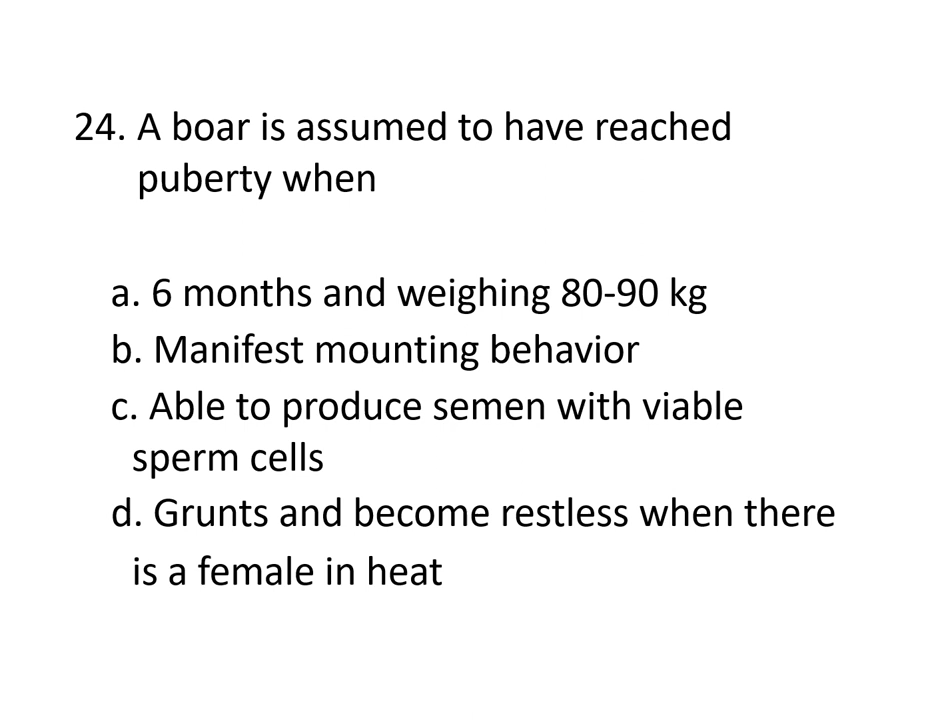 24. A boar is assumed to have reached
puberty when
a. 6 months and weighing 80-90 kg
b. Manifest mounting behavior
c. Able to produce semen with viable
sperm cells
d. Grunts and become restless when there
is a female in heat